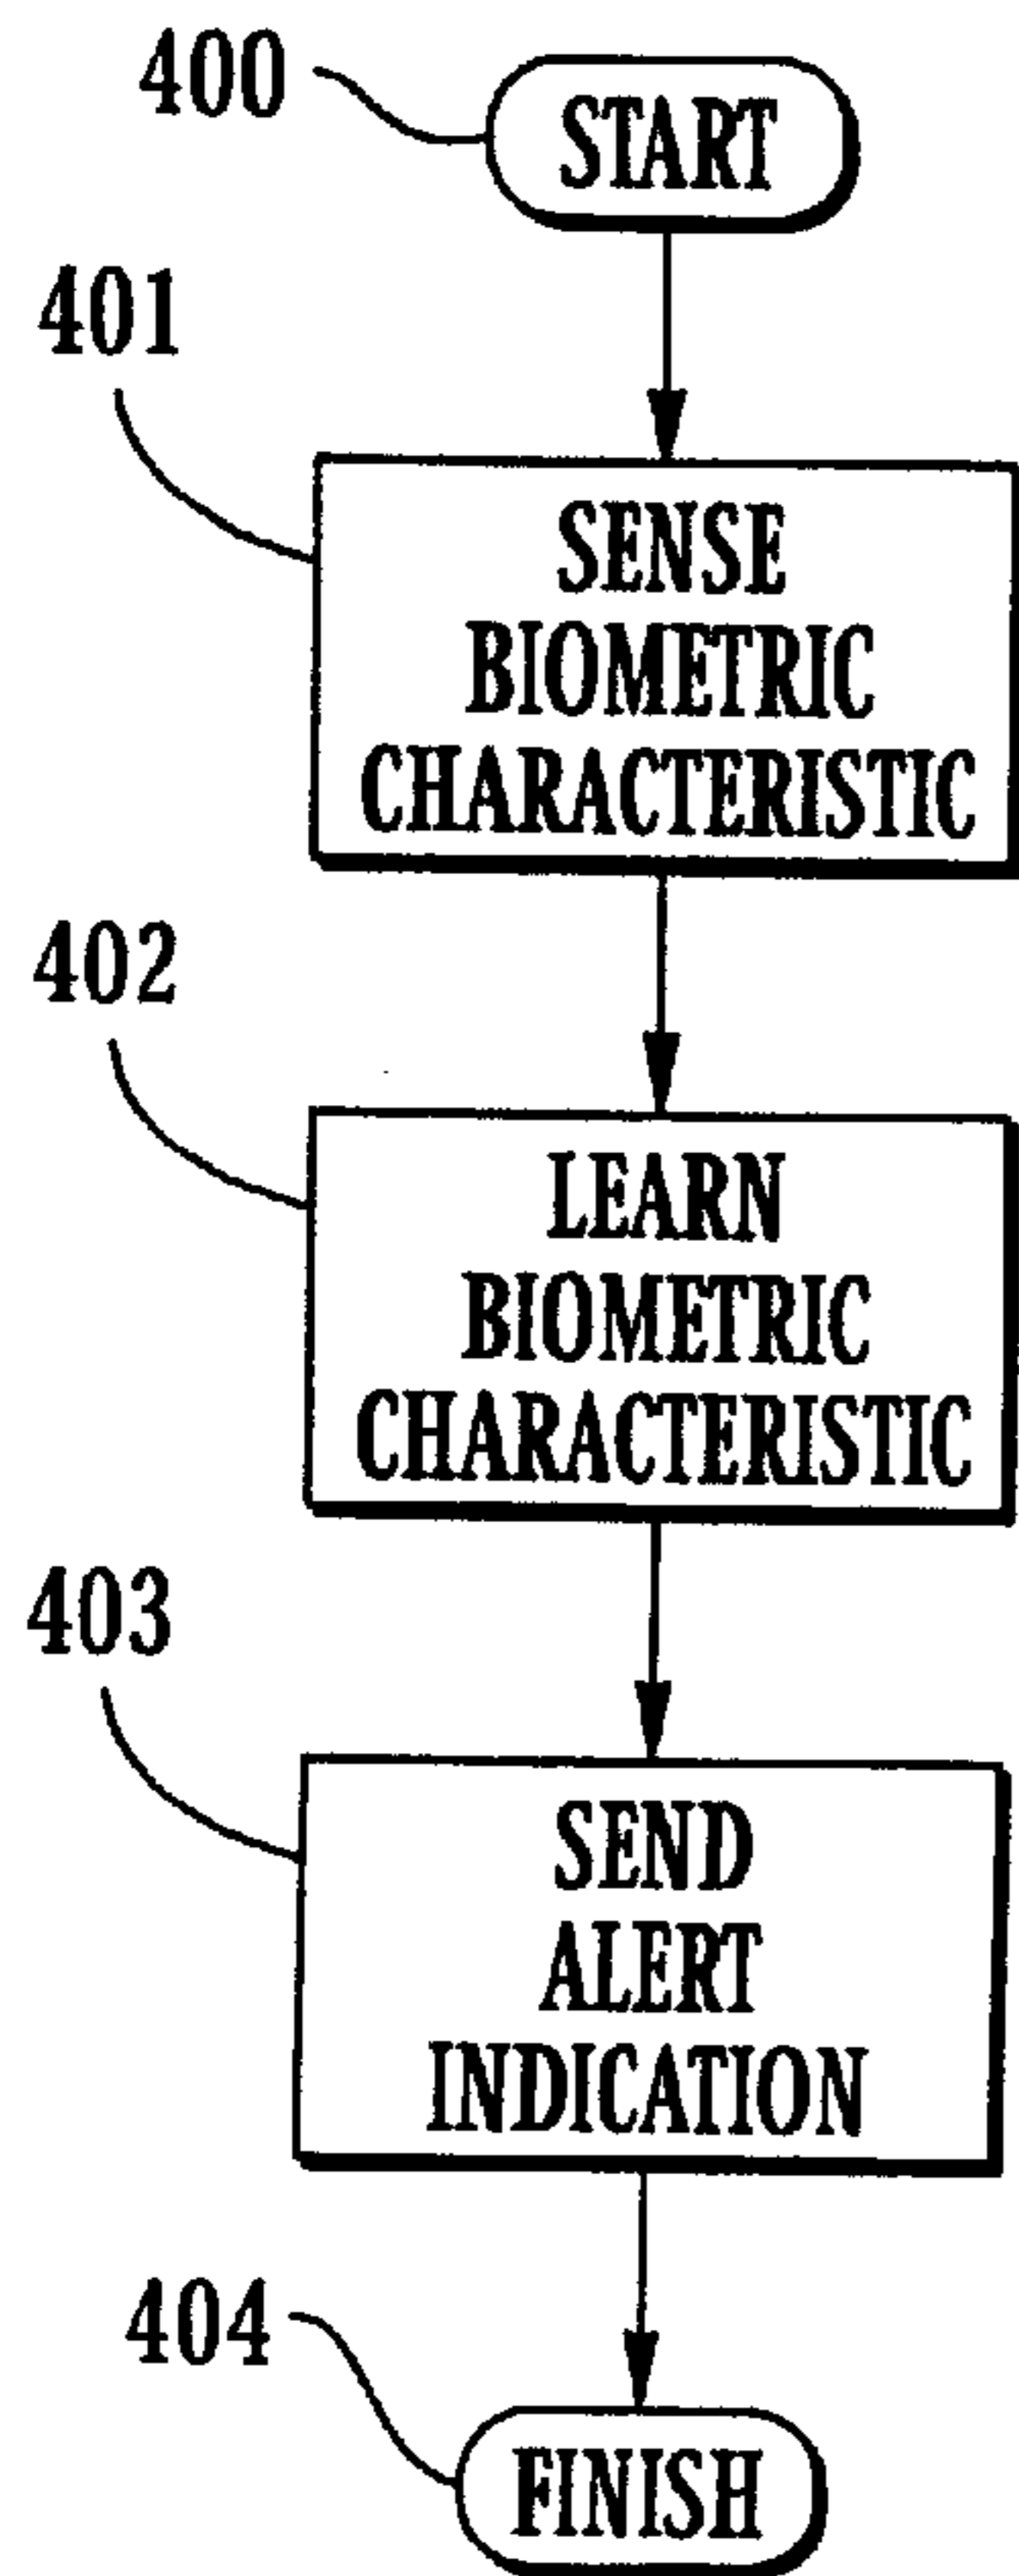 400
START
401
SENSE
BIOMETRIC
CHARACTERISTIC
402
LEARN
BIOMETRIC
CHARACTERISTIC
403
SEND
ALERT
INDICATION
404
FINISH